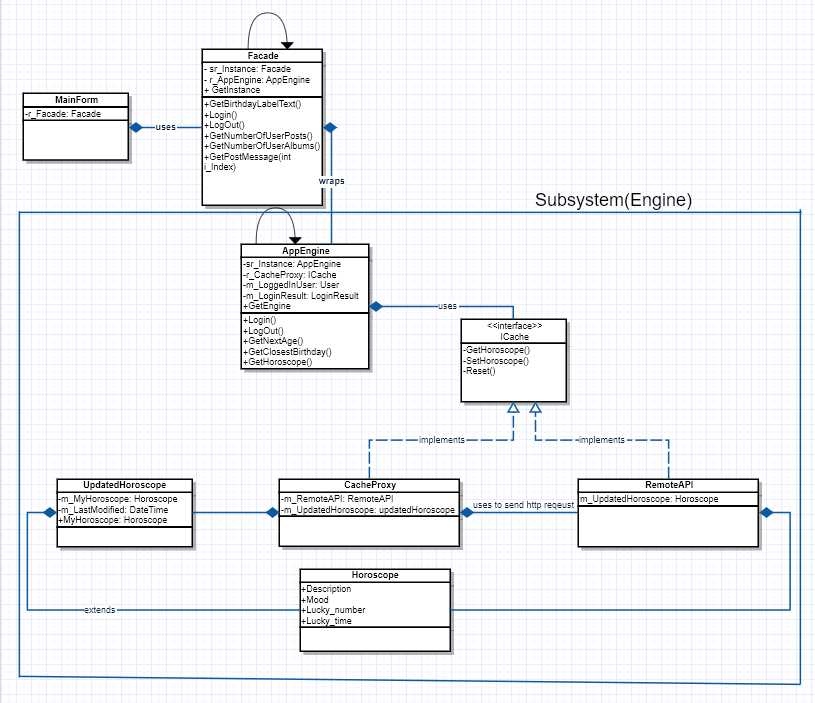 Facade
- sr_Instance: Facade
- r_AppEngine: AppEngine
+ GetInstance
+GetBirthdayLabelText()
+Login()
+LogOut()
+GetNumberOfUserPosts()
+GetNumberOfUserAlbums()
+GetPostMessage(int
i_Index)
MainForm
-r_Facade: Facade
uses
wraps
Subsystem(Engine)
AppEngine
-sr_Instance: AppEngine
-r_CacheProxy: ICache
-m_LoggedInUser: User
-m_LoginResult: LoginResult
+GetEngine
+Login()
+LogOut()
+GetNextAge()
+GetClosestBirthday()
+GetHoroscope()
uses
<<interface>>
ICache
-GetHoroscope()
-SetHoroscope()
-Reset()
implements
implements
UpdatedHoroscope
-m_MyHoroscope: Horoscope
-m_LastModified: DateTime
+MyHoroscope: Horoscope
CacheProxy
-m_RemoteAPI: RemoteAPI
-m_UpdatedHoroscope: updatedHoroscope
uses to send http reqeust
RemoteAPI
m_UpdatedHoroscope: Horoscope
Horoscope
+Description
+Mood
+Lucky_number
+Lucky_time
extends